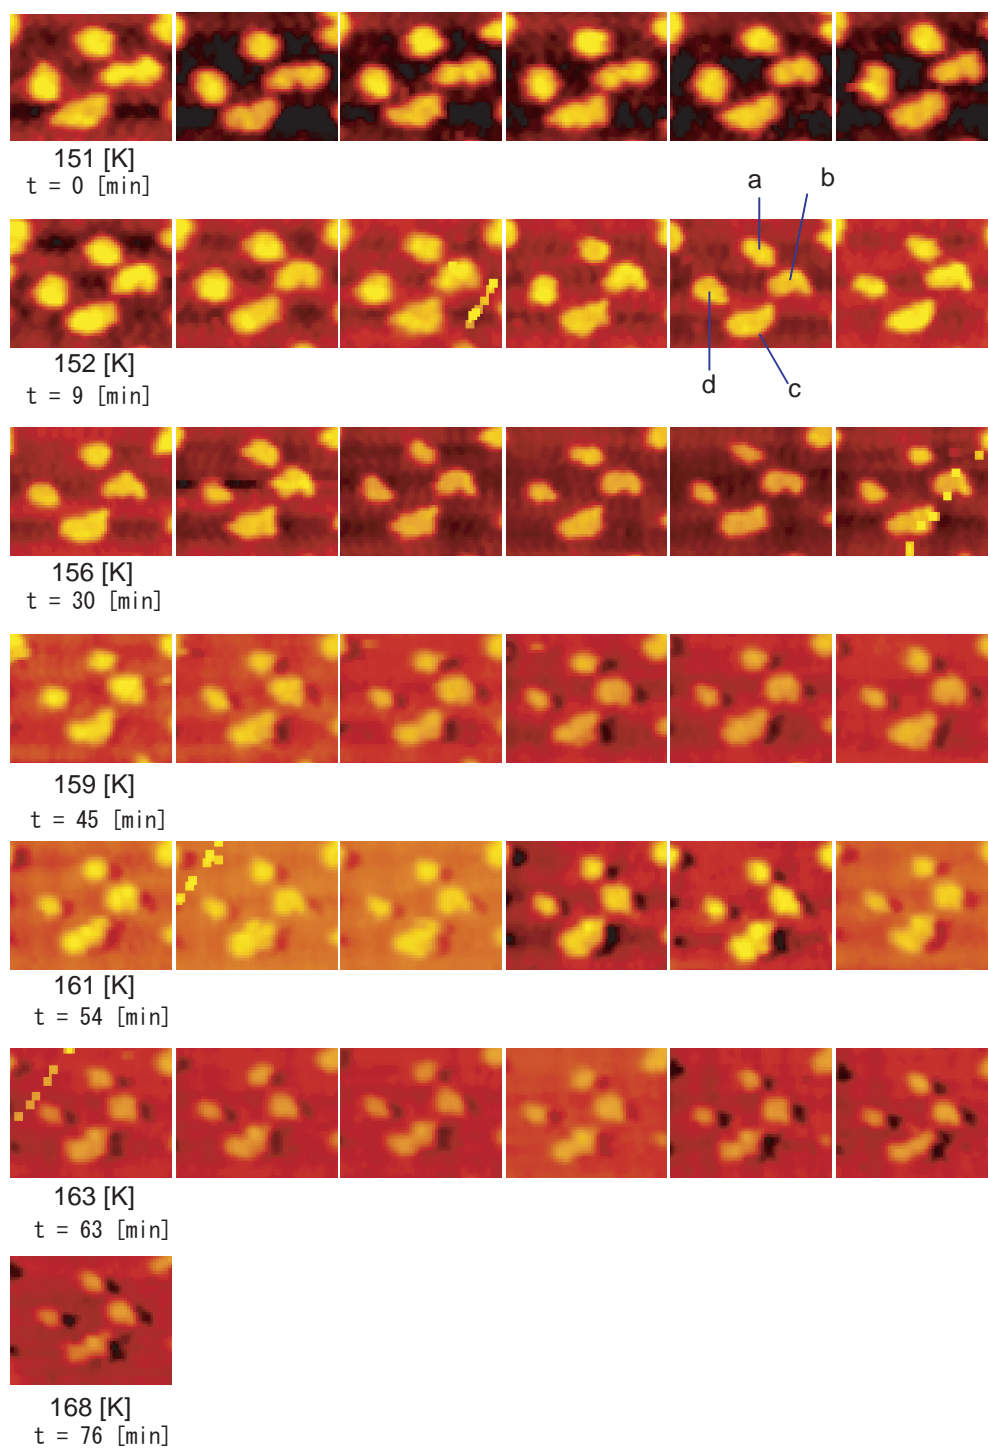 151 [K]
t = 0 [min]
a
b
152 [K]
t = 9 [min]
d
c
156 [K]
t = 30 [min]
159 [K]
t = 45 [min]
161 [K]
t = 54 [min]
163 [K]
t = 63 [min]
168 [K]
t = 76 [min]